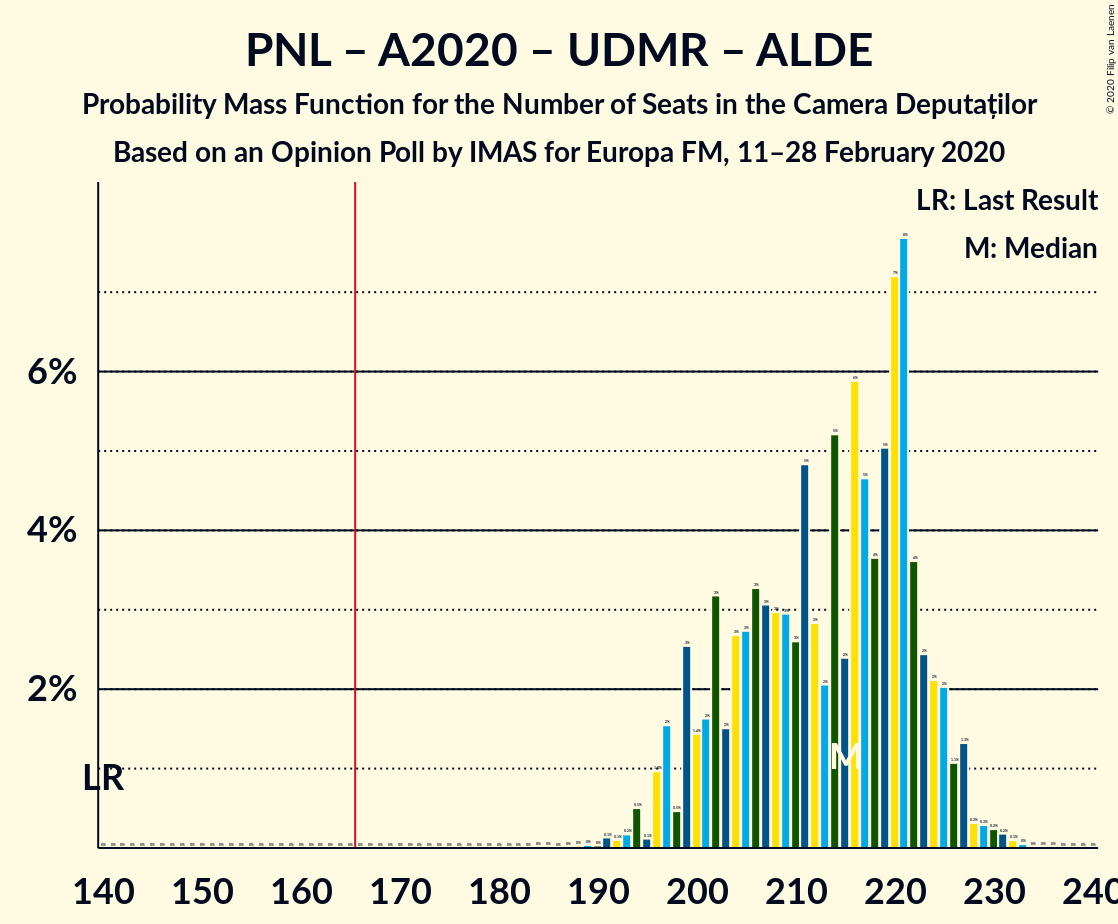 PNL – A2020 – UDMR – ALDE
Probability Mass Function for the Number of Seats in the Camera Deputaților
Based on an Opinion Poll by IMAS for Europa FM, 11–28 February 2020
© 2020 Filip van Laenen
LR: Last Result
M: Median
6%
4%
2%
LR
M
140 150 160 170 180 190 200 210 220 230 240